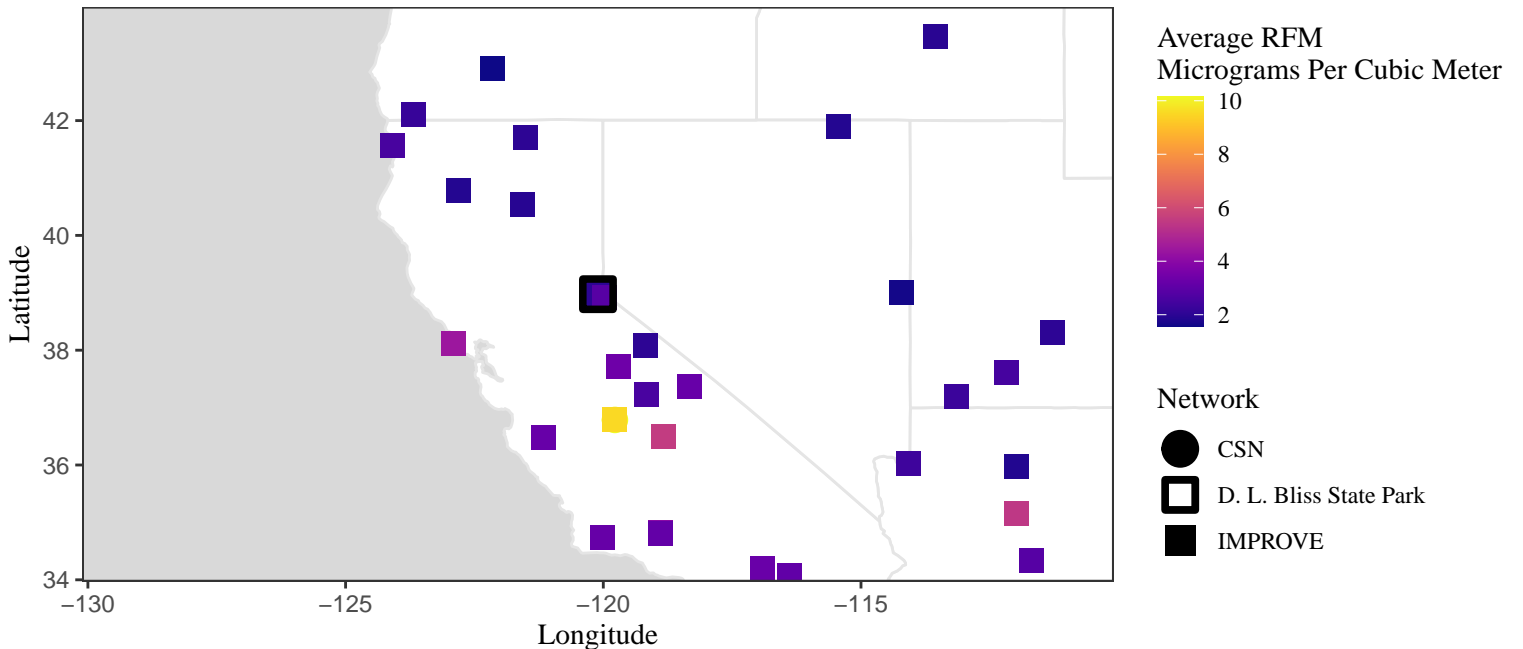 Average RFM
Micrograms Per Cubic Meter
10
8
6
4
2
Network
CSN
D. L. Bliss State Park
IMPROVE
Latitude
42
40
38
36
34
−130
−125
−120
−115
Longitude